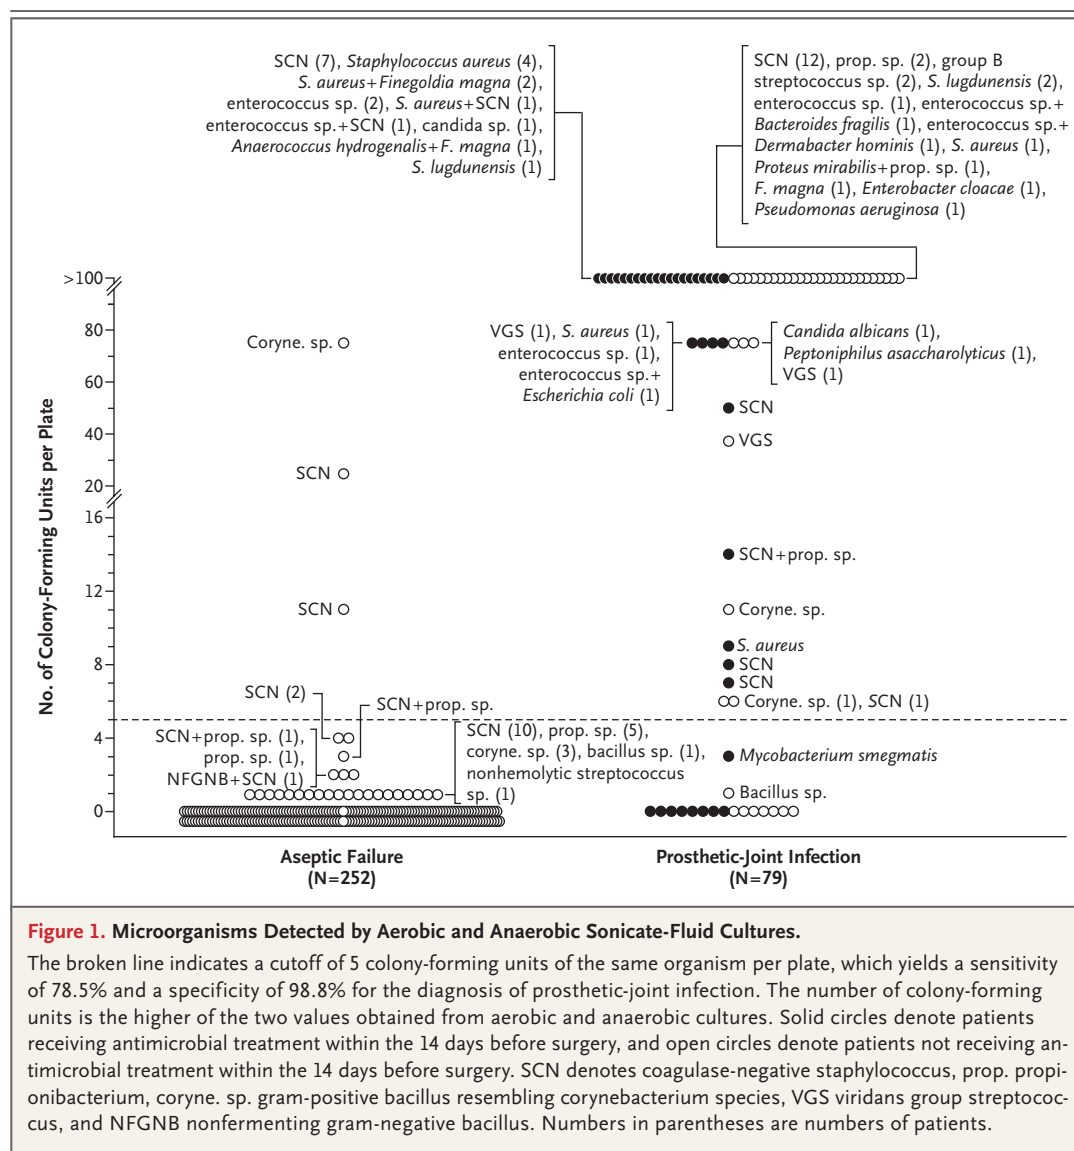 SCN (7), Staphylococcus aureus (4),
S. aureus+Finegoldia magna (2),
enterococcus sp. (2), S. aureus+SCN (1),
enterococcus sp.+SCN (1), candida sp. (1),
Anaerococcus hydrogenalis+F. magna (1),
S. lugdunensis (1)
SCN (12), prop. sp. (2), group B
streptococcus sp. (2), S. lugdunensis (2),
enterococcus sp. (1), enterococcus sp.+
Bacteroides fragilis (1), enterococcus sp.+
Dermabacter hominis (1), S. aureus (1),
Proteus mirabilis+prop. sp. (1),
F. magna (1), Enterobacter cloacae (1),
Pseudomonas aeruginosa (1)
No. of Colony-Forming Units per Plate
>100
80
60
40
20
16
12
8
4
0
Coryne. sp.
SCN
SCN
SCN (2)
SCN+prop. sp.
SCN+prop. sp. (1),
prop. sp. (1),
NFGNB+SCN (1)
SCN (10), prop. sp. (5),
coryne. sp. (3), bacillus sp. (1),
nonhemolytic streptococcus
sp. (1)
VGS (1), S. aureus (1),
enterococcus sp. (1),
enterococcus sp.+
Escherichia coli (1)
Candida albicans (1),
Peptoniphilus asaccharolyticus (1),
VGS (1)
SCN
VGS
SCN+prop. sp.
Coryne. sp.
S. aureus
SCN
SCN
Coryne. sp. (1), SCN (1)
Mycobacterium smegmatis
Bacillus sp.
Aseptic Failure
(N=252)
Prosthetic-Joint Infection
(N=79)
Figure 1. Microorganisms Detected by Aerobic and Anaerobic Sonicate-Fluid Cultures.
The broken line indicates a cutoff of 5 colony-forming units of the same organism per plate, which yields a sensitivity
of 78.5% and a specificity of 98.8% for the diagnosis of prosthetic-joint infection. The number of colony-forming
units is the higher of the two values obtained from aerobic and anaerobic cultures. Solid circles denote patients
receiving antimicrobial treatment within the 14 days before surgery, and open circles denote patients not receiving an-
timicrobial treatment within the 14 days before surgery. SCN denotes coagulase-negative staphylococcus, prop. propi-
onibacterium, coryne. sp. gram-positive bacillus resembling corynebacterium species, VGS viridans group streptococ-
cus, and NFGNB nonfermenting gram-negative bacillus. Numbers in parentheses are numbers of patients.